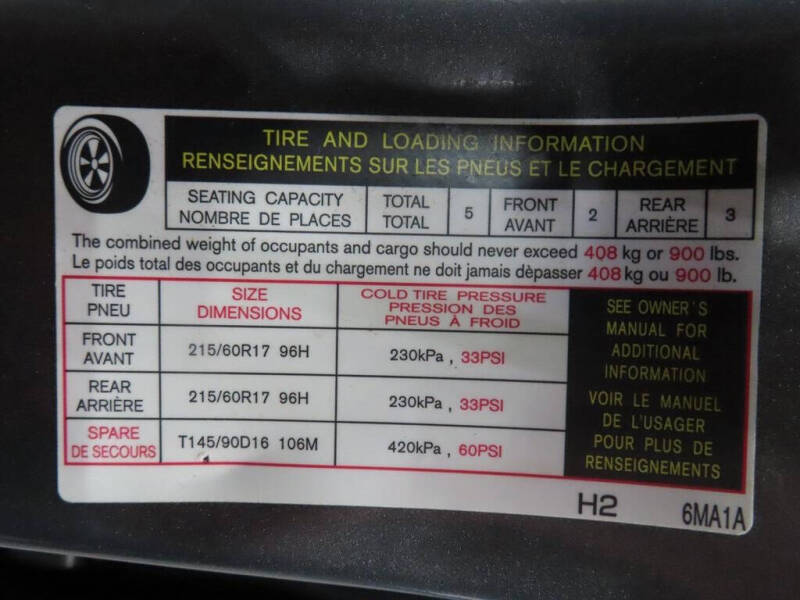 TIRE AND LOADING INFORMATION
RENSEIGNEMENTS SUR LES PNEUS ET LE CHARGEMENT
SEATING CAPACITY
NOMBRE DE PLACES
TOTAL
TOTAL
5
FRONT
AVANT
2
REAR
ARRIÈRE
3
The combined weight of occupants and cargo should never exceed 408 kg or 900 lbs.
Le poids total des occupants et du chargement ne doit jamais dèpasser 408 kg ou 900 lb.
TIRE
PNEU
SIZE
DIMENSIONS
COLD TIRE PRESSURE
PRESSION DES
PNEUS À FROID
SEE OWNER'S
MANUAL FOR
ADDITIONAL
INFORMATION
VOIR LE MANUEL
DE L'USAGER
POUR PLUS DE
RENSEIGNEMENTS
FRONT
AVANT
215/60R17 96H
230kPa , 33PSI
REAR
ARRIÈRE
215/60R17 96H
230kPa , 33PSI
SPARE
DE SECOURS
T145/90D16 106M
420kPa , 60PSI
H2
6MA1A